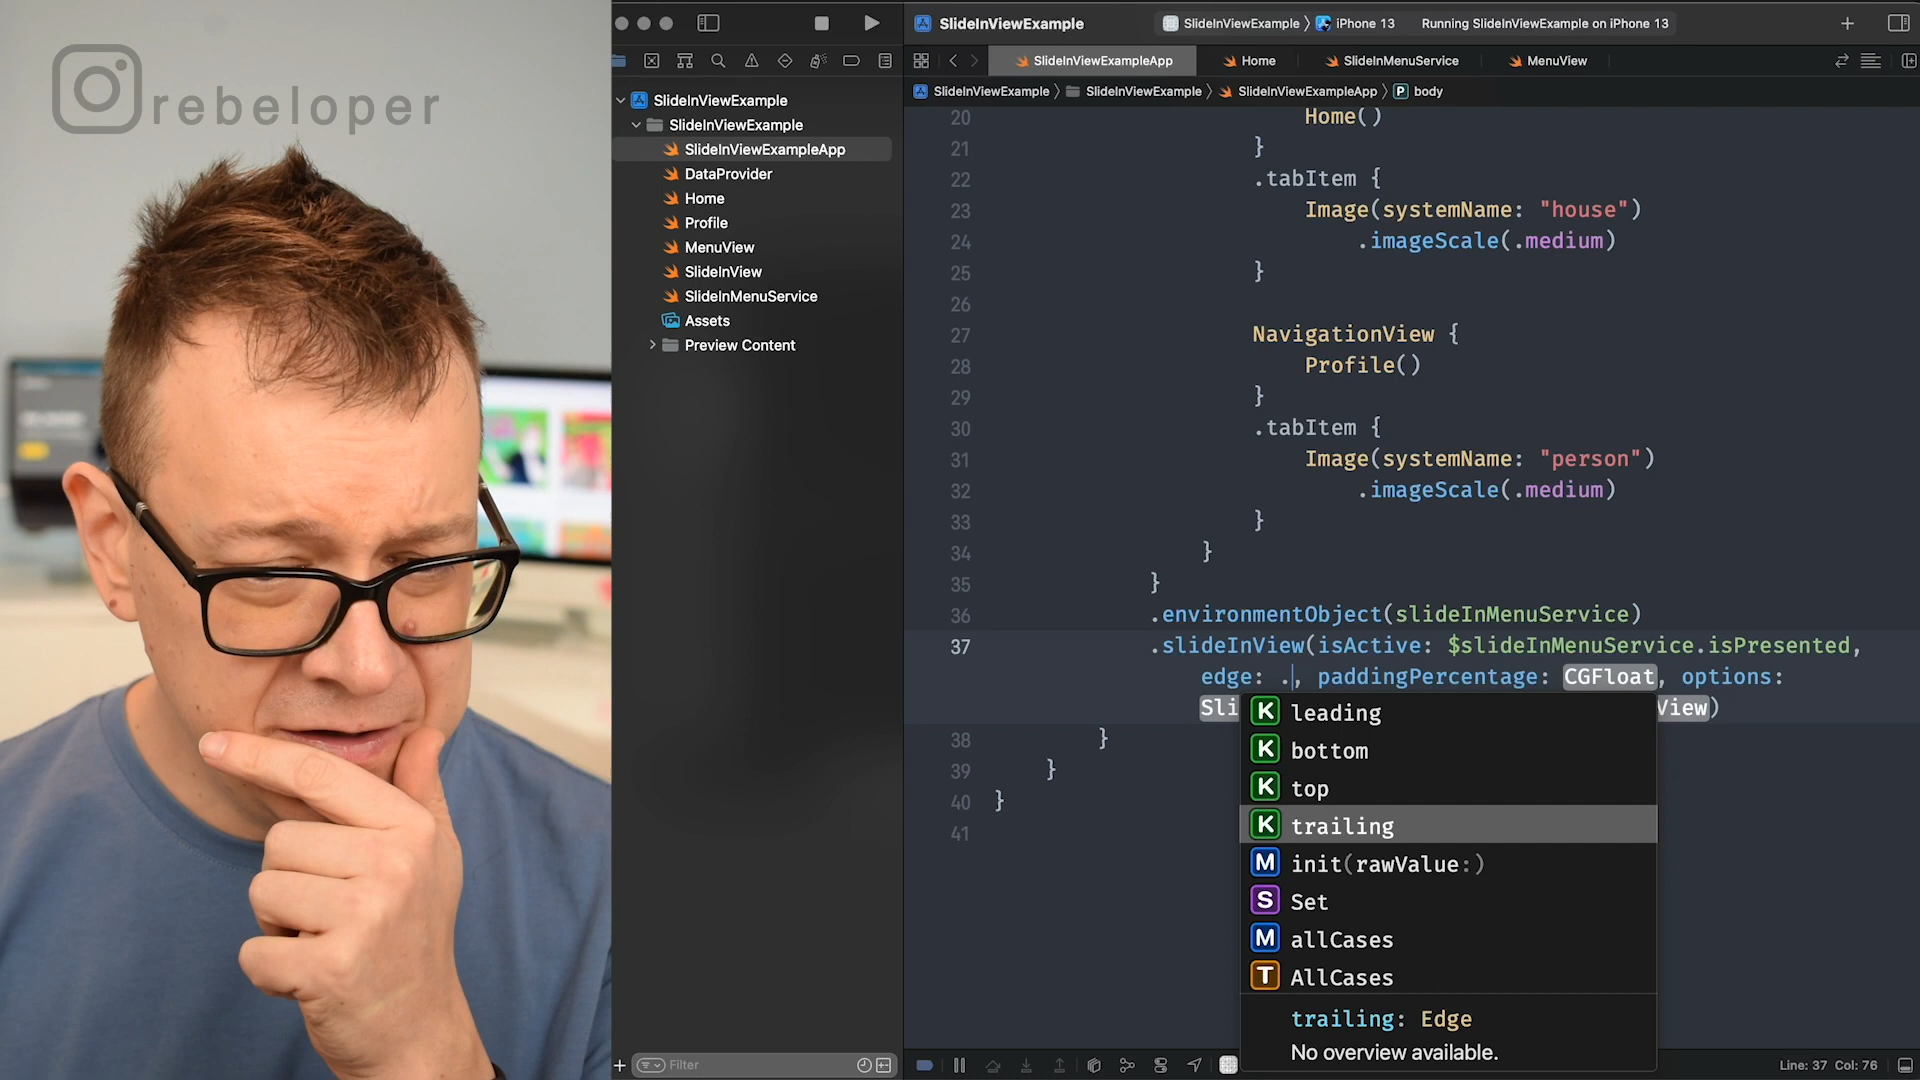 rebeloper
SlideInViewExample
SlideInViewExample
SlideInViewExampleApp
DataProvider
Home
Profile
MenuView
SlideInView
SlideInMenuService
Assets
Preview Content
Filter
SlideInViewExample
SlideInViewExample 〉 iPhone 13
Running SlideInViewExample on iPhone 13
SlideInViewExampleApp
Home
SlideInMenuService
MenuView
SlideInViewExample 〉 SlideInViewExample 〉 SlideInViewExampleApp 〉 P body
20 Home()
21 }
22 .tabItem {
23 Image(systemName: "house")
24 .imageScale(.medium)
25 }
26
27 NavigationView {
28 Profile()
29 }
30 .tabItem {
31 Image(systemName: "person")
32 .imageScale(.medium)
33 }
34 }
35 }
36 .environmentObject(slideInMenuService)
37 .slideInView(isActive: $slideInMenuService.isPresented,
edge: ., paddingPercentage: CGFloat, options:
Sli View)
38 }
39 }
40 }
41
K leading
K bottom
K top
K trailing
M init(rawValue:)
S Set
M allCases
T AllCases
trailing: Edge
No overview available.
Line: 37 Col: 76